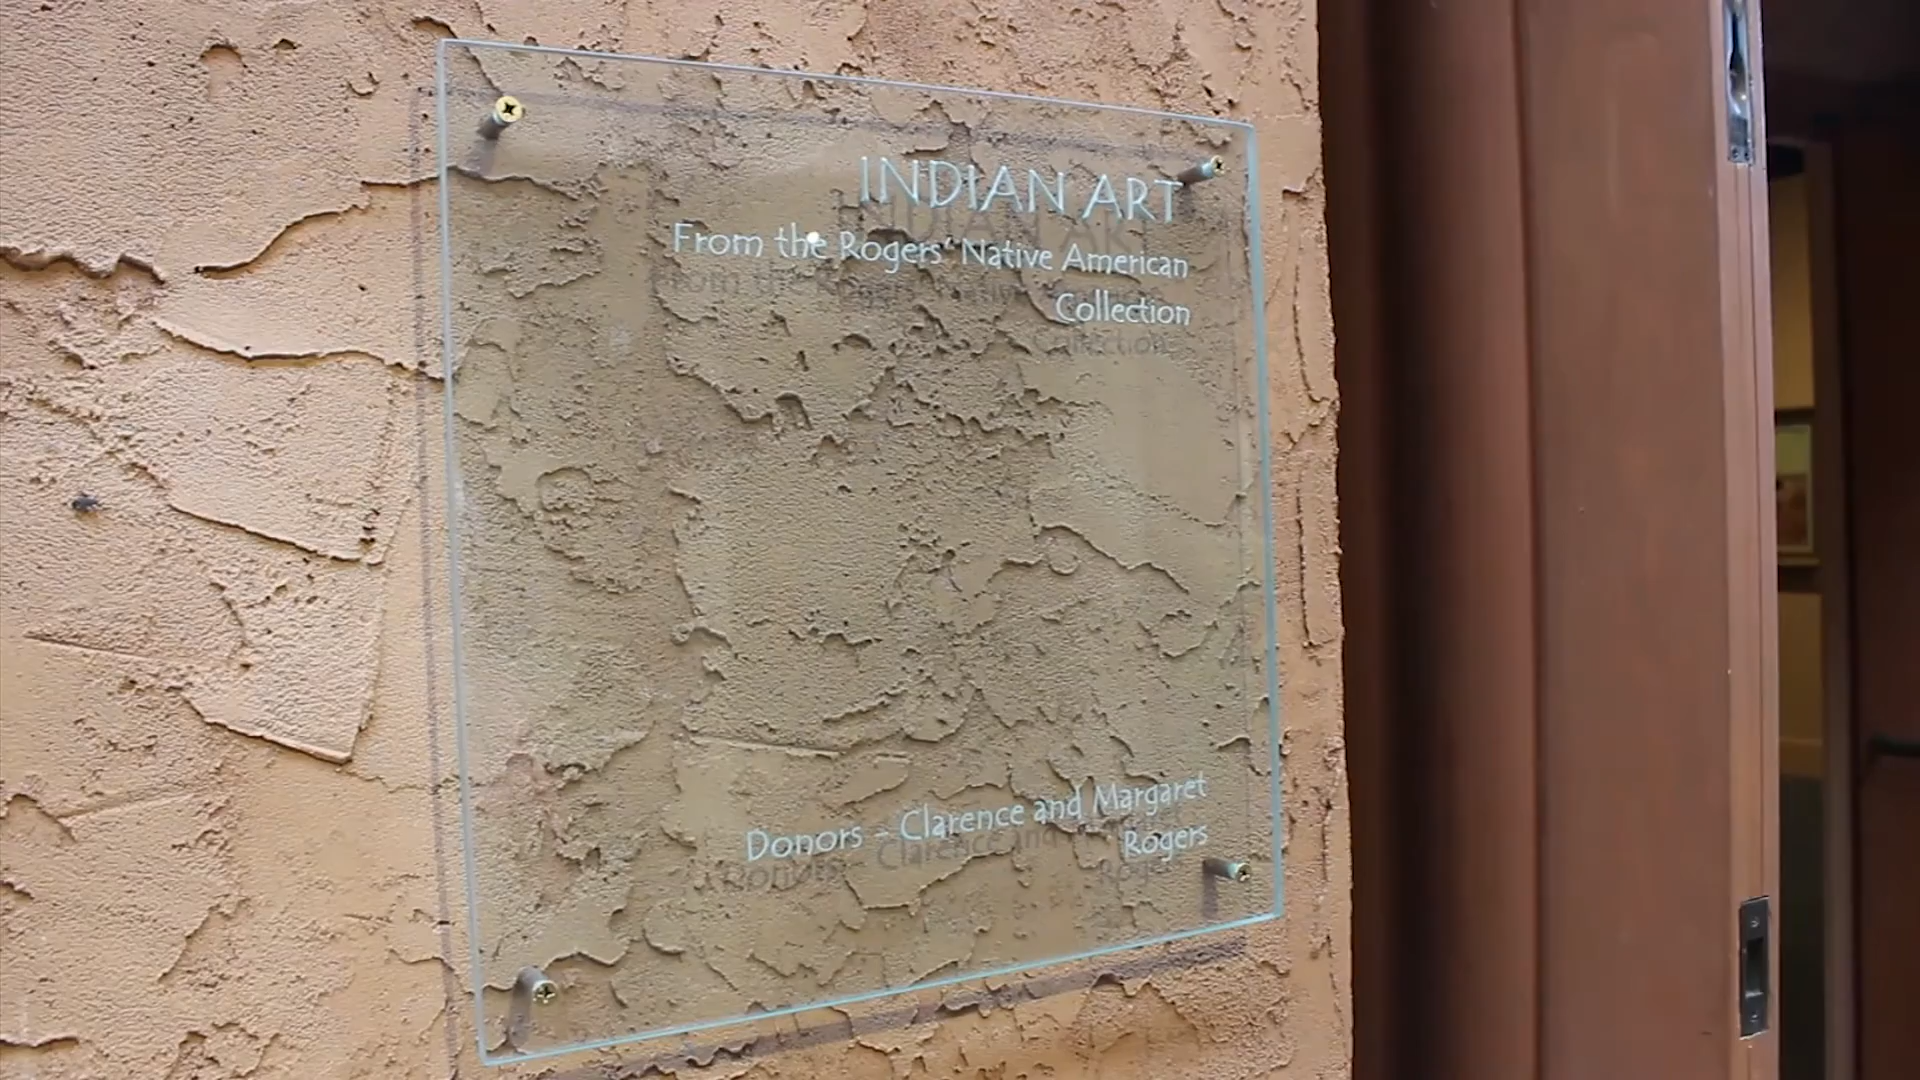 INDIAN ART
From the Rogers' Native American
Collection
Donors - Clarence and Margaret
Rogers